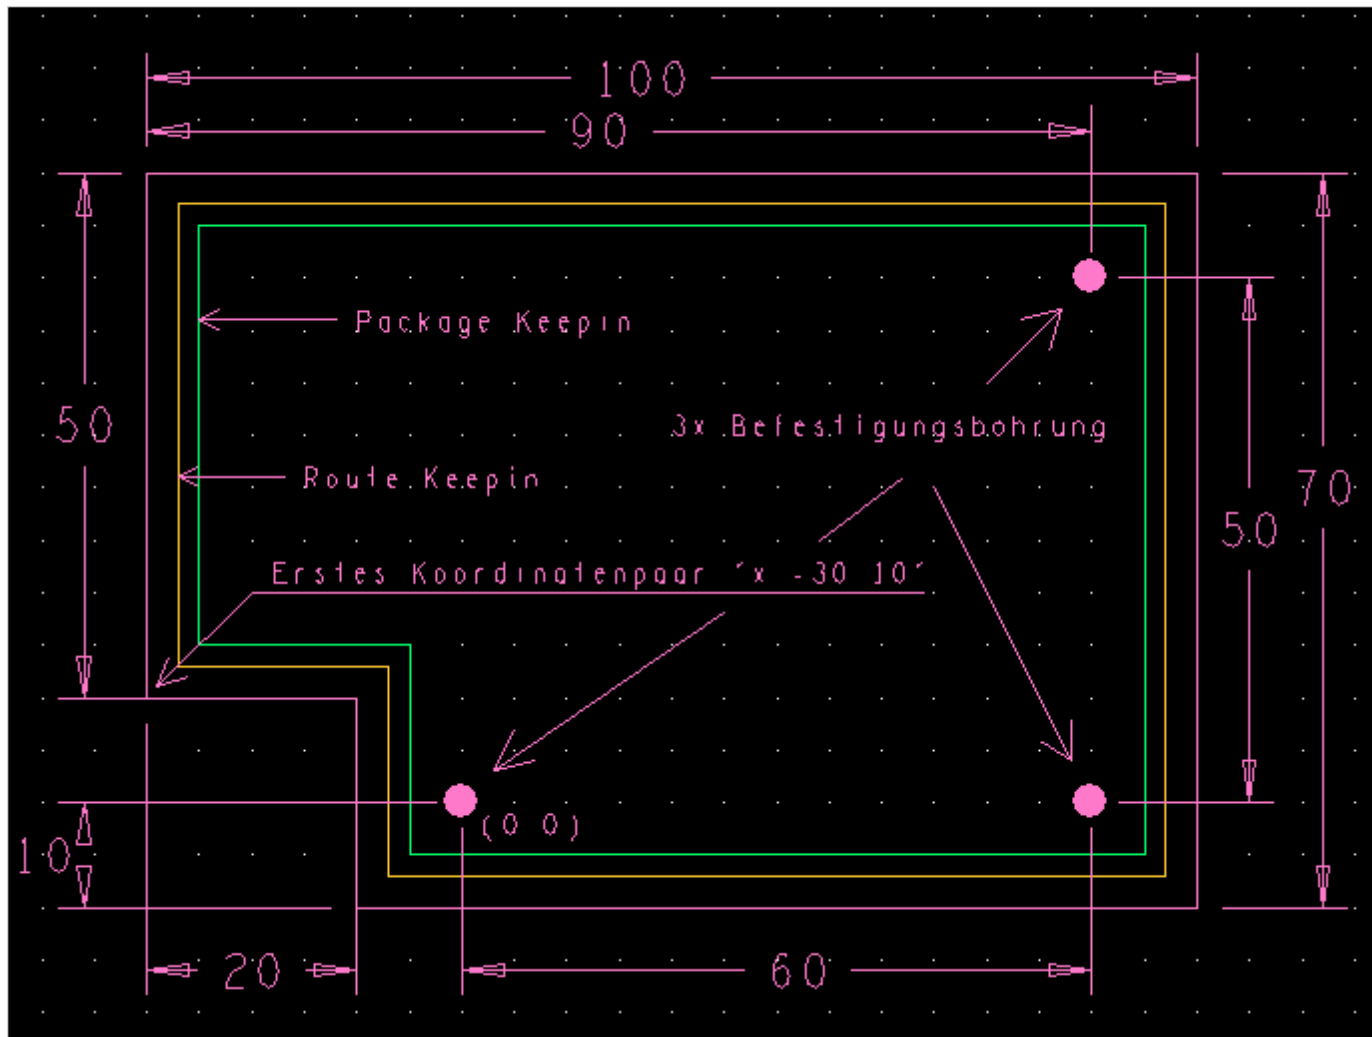 100
90
Package Keepin
50
3x Befestigungsbohrung
Route Keepin
70
50
Erstes Koordinatenpaar 'x -30 10'
(0 0)
10
20
60